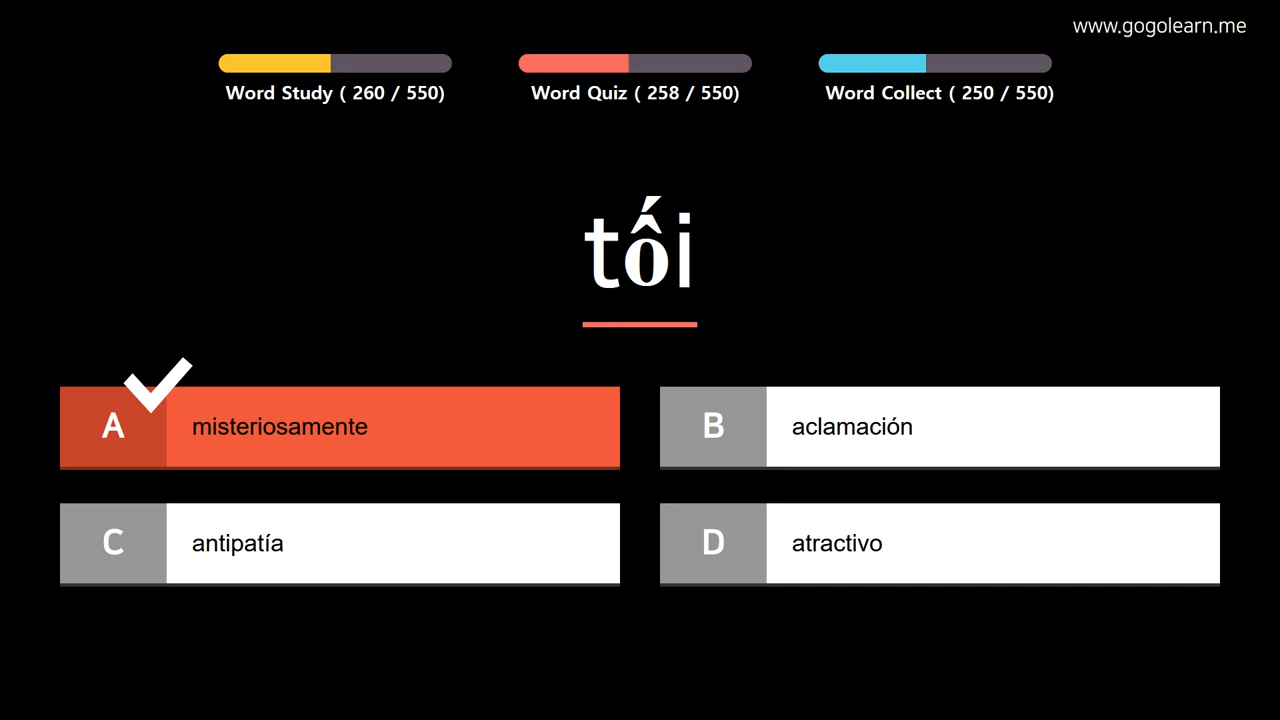 www.gogolearn.me
Word Study ( 260 / 550)
Word Quiz ( 258 / 550)
Word Collect ( 250 / 550)
tối
A misteriosamente
B aclamación
C antipatía
D atractivo